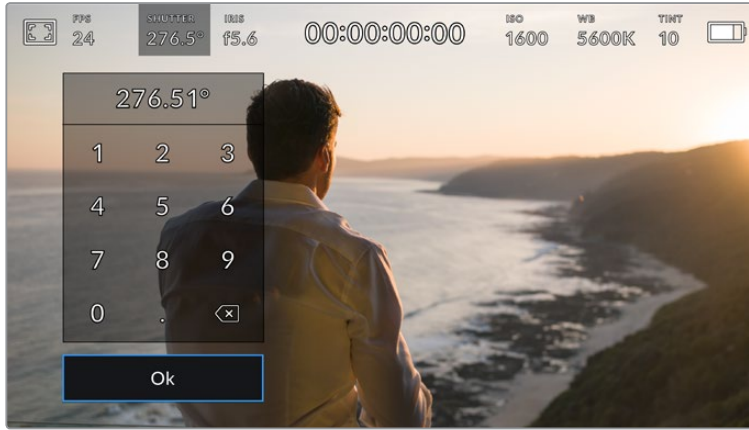 FPS SHUTTER IRIS ISO WB TINT
24 276.5° f5.6 00:00:00:00 1600 5600K 10
276.51°
1 2 3
4 5 6
7 8 9
0 .
Ok